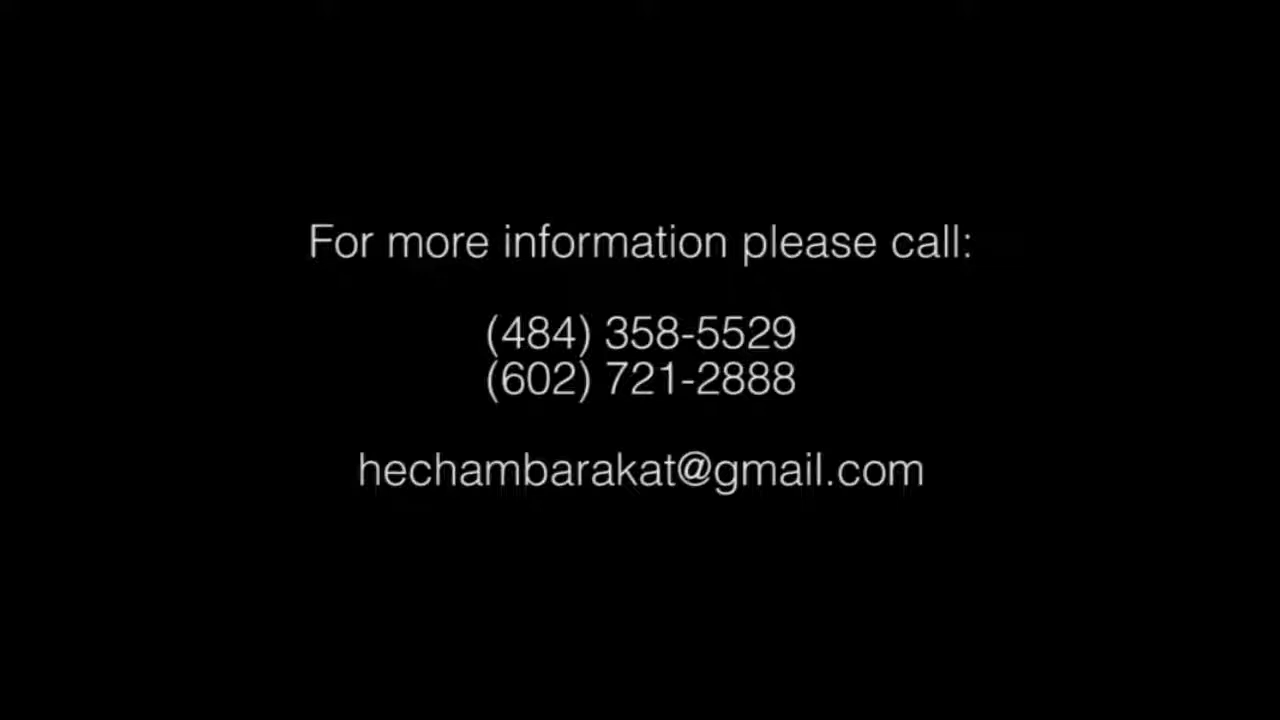 For more information please call:
(484) 358-5529
(602) 721-2888
hechambarakat@gmail.com